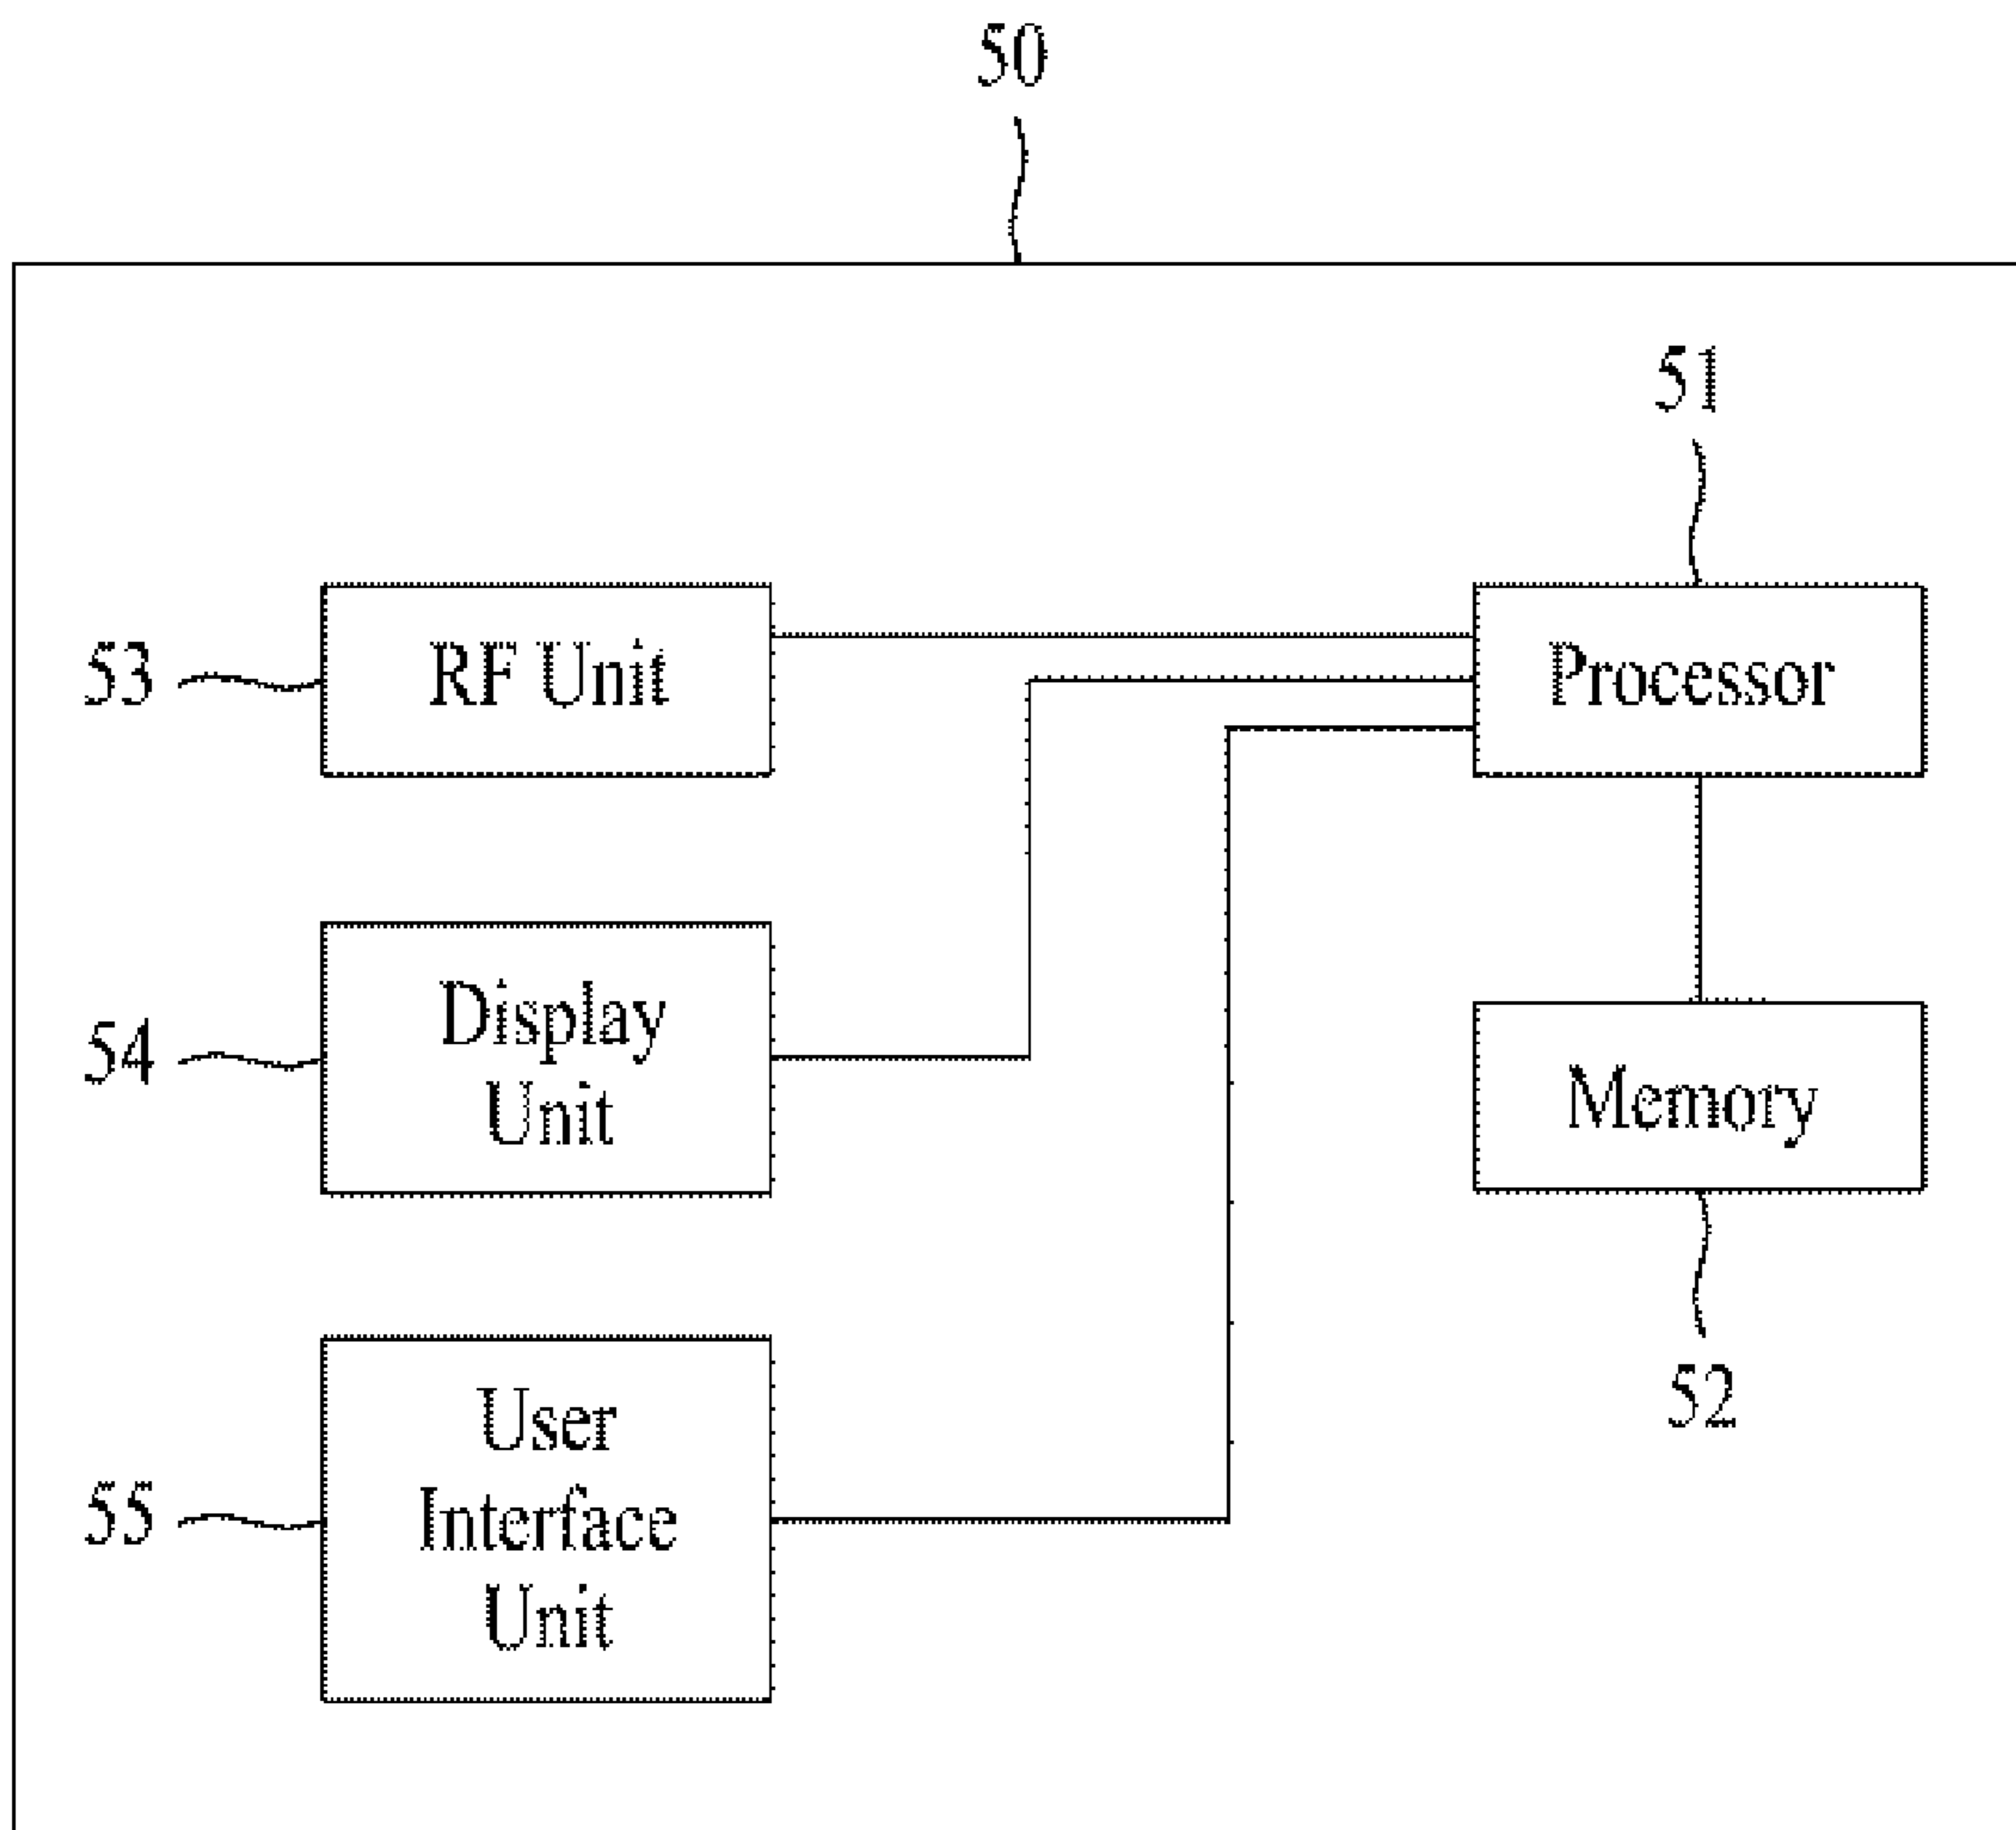 50
51
53
RF Unit
Processor
54
Display
Unit
Memory
52
55
User
Interface
Unit